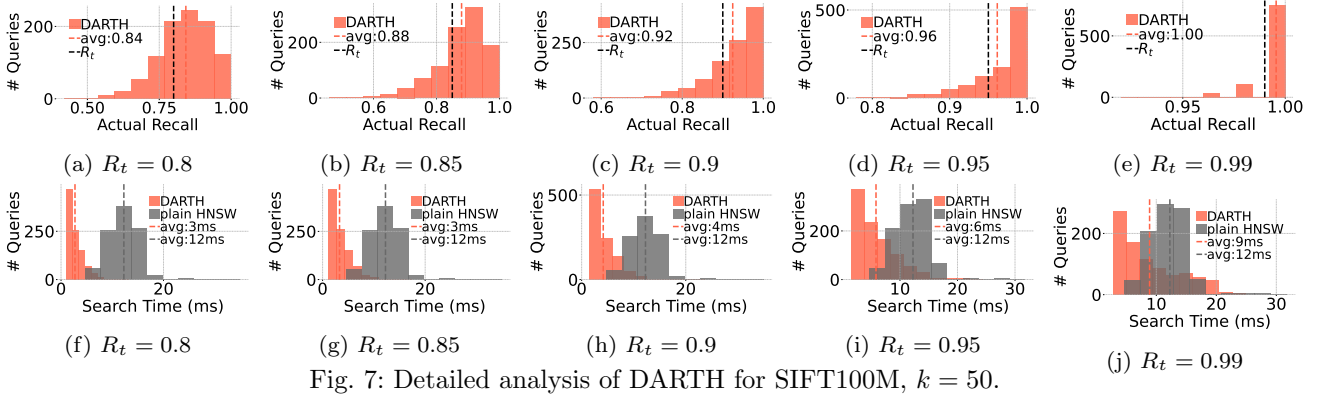 # Queries
200
0
DARTH
avg:0.84
R_t
0.50 0.75 1.00
Actual Recall
(a) R_t = 0.8
# Queries
250
0
DARTH
avg:0.88
R_t
0.6 0.8 1.0
Actual Recall
(b) R_t = 0.85
# Queries
250
0
DARTH
avg:0.92
R_t
0.6 0.8 1.0
Actual Recall
(c) R_t = 0.9
# Queries
500
0
DARTH
avg:0.96
R_t
0.8 0.9 1.0
Actual Recall
(d) R_t = 0.95
# Queries
500
0
DARTH
avg:1.00
R_t
0.95 1.00
Actual Recall
(e) R_t = 0.99
# Queries
250
0
DARTH
plain HNSW
avg:3ms
avg:12ms
0 20
Search Time (ms)
(f) R_t = 0.8
# Queries
250
0
DARTH
plain HNSW
avg:3ms
avg:12ms
0 20
Search Time (ms)
(g) R_t = 0.85
# Queries
500
250
0
DARTH
plain HNSW
avg:4ms
avg:12ms
0 20
Search Time (ms)
(h) R_t = 0.9
# Queries
200
0
DARTH
plain HNSW
avg:6ms
avg:12ms
10 20 30
Search Time (ms)
(i) R_t = 0.95
# Queries
200
0
DARTH
plain HNSW
avg:9ms
avg:12ms
10 20 30
Search Time (ms)
(j) R_t = 0.99
Fig. 7: Detailed analysis of DARTH for SIFT100M, k = 50.